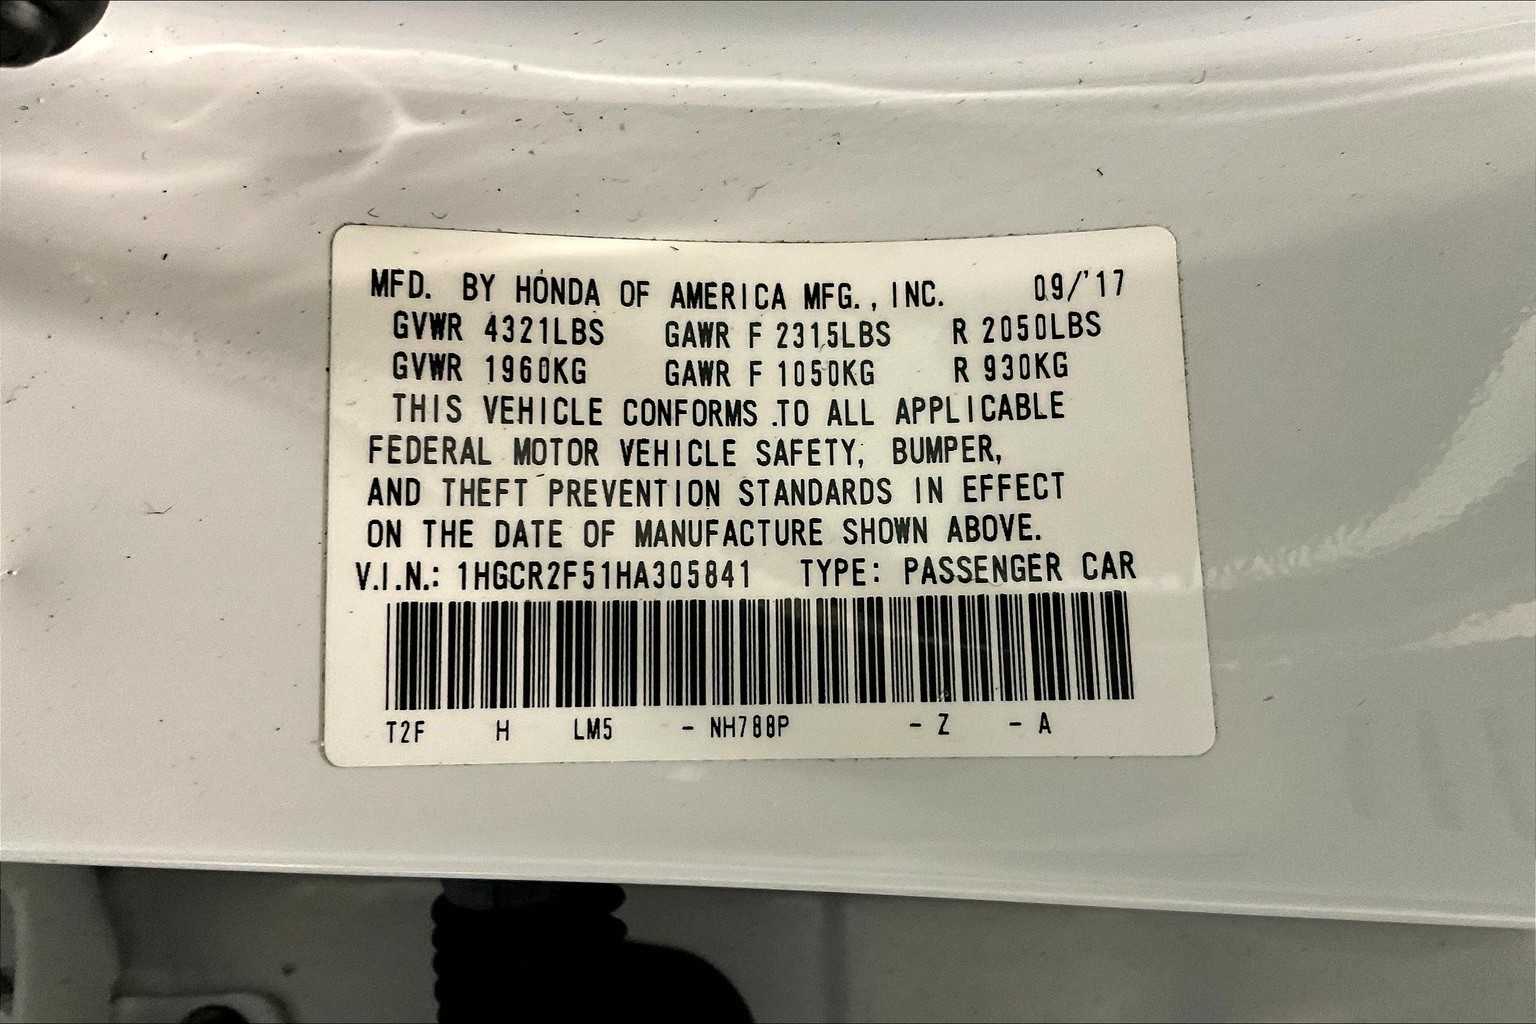 MFD. BY HONDA OF AMERICA MFG., INC. 09/'17
GVWR 4321LBS GAWR F 2315LBS R 2050LBS
GVWR 1960KG GAWR F 1050KG R 930KG
THIS VEHICLE CONFORMS TO ALL APPLICABLE
FEDERAL MOTOR VEHICLE SAFETY, BUMPER,
AND THEFT PREVENTION STANDARDS IN EFFECT
ON THE DATE OF MANUFACTURE SHOWN ABOVE.
V.I.N.: 1HGCR2F51HA305841 TYPE: PASSENGER CAR
T2F H LM5 - NH788P - Z - A